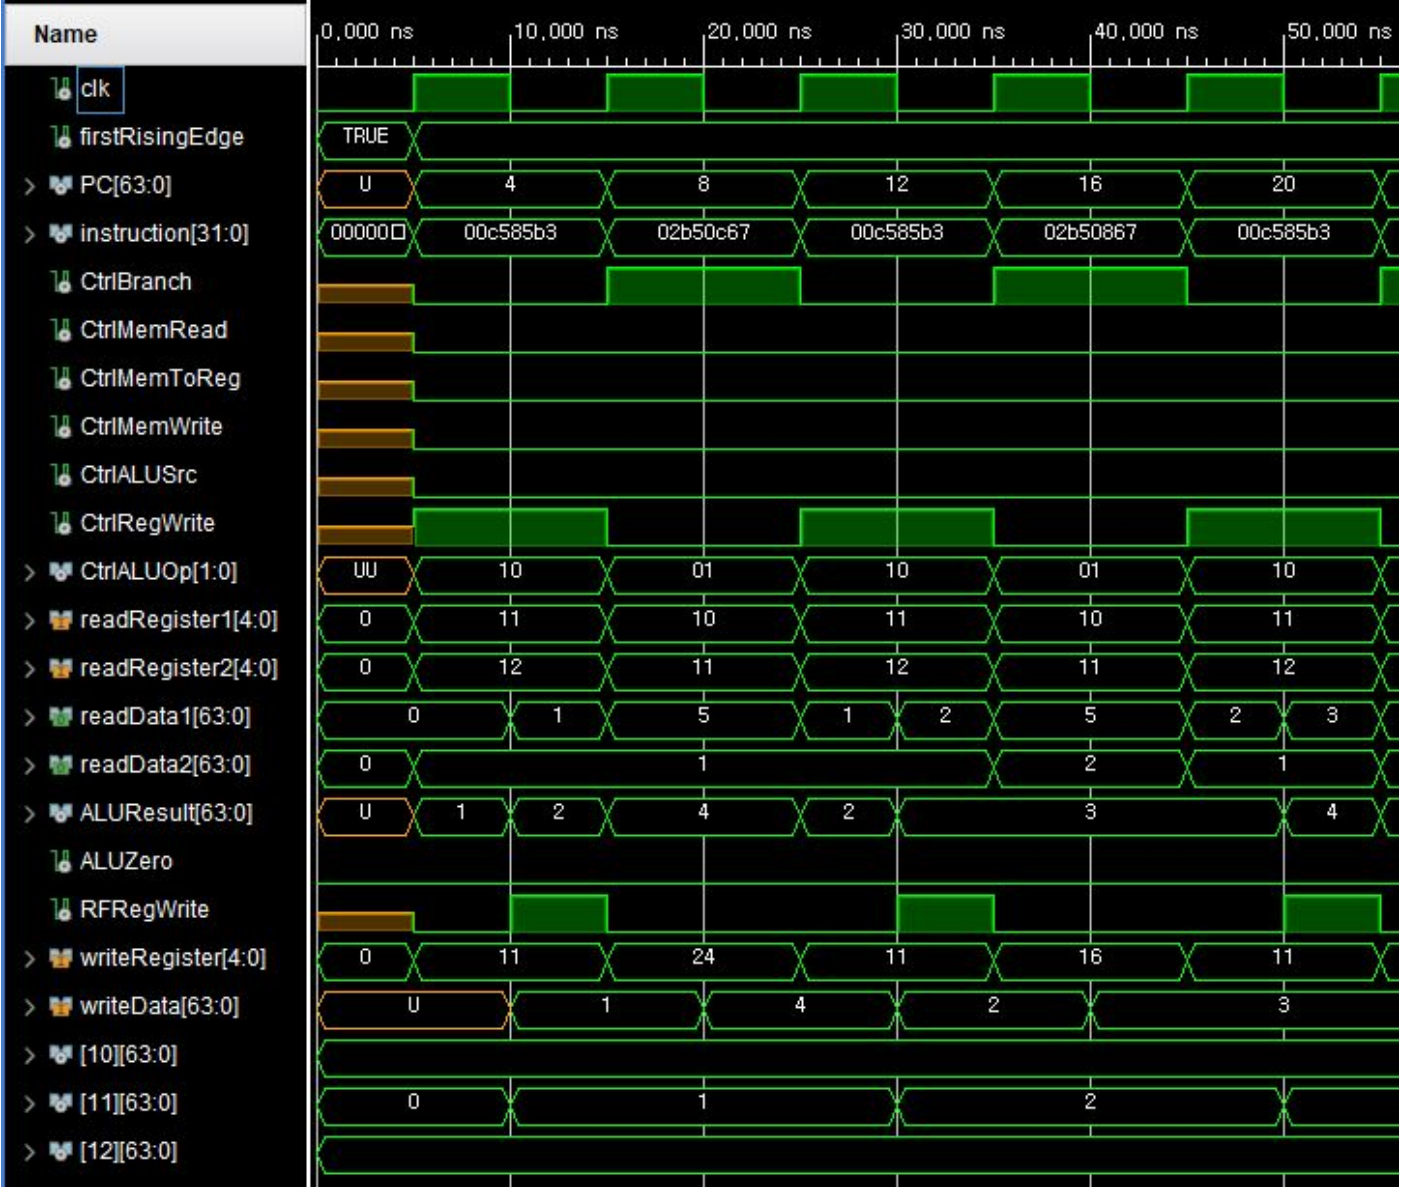 Name 0,000 ns 10,000 ns 20,000 ns 30,000 ns 40,000 ns 50,000 ns
clk
firstRisingEdge TRUE
PC[63:0] U 4 8 12 16 20
instruction[31:0] 00000□ 00c585b3 02b50c67 00c585b3 02b50867 00c585b3
CtrlBranch
CtrlMemRead
CtrlMemToReg
CtrlMemWrite
CtrlALUSrc
CtrlRegWrite
CtrlALUOp[1:0] UU 10 01 10 01 10
readRegister1[4:0] 0 11 10 11 10 11
readRegister2[4:0] 0 12 11 12 11 12
readData1[63:0] 0 1 5 1 2 5 2 3
readData2[63:0] 0 1 2 1
ALUResult[63:0] U 1 2 4 2 3 4
ALUZero
RFRegWrite
writeRegister[4:0] 0 11 24 11 16 11
writeData[63:0] U 1 4 2 3
[10][63:0]
[11][63:0] 0 1 2
[12][63:0]